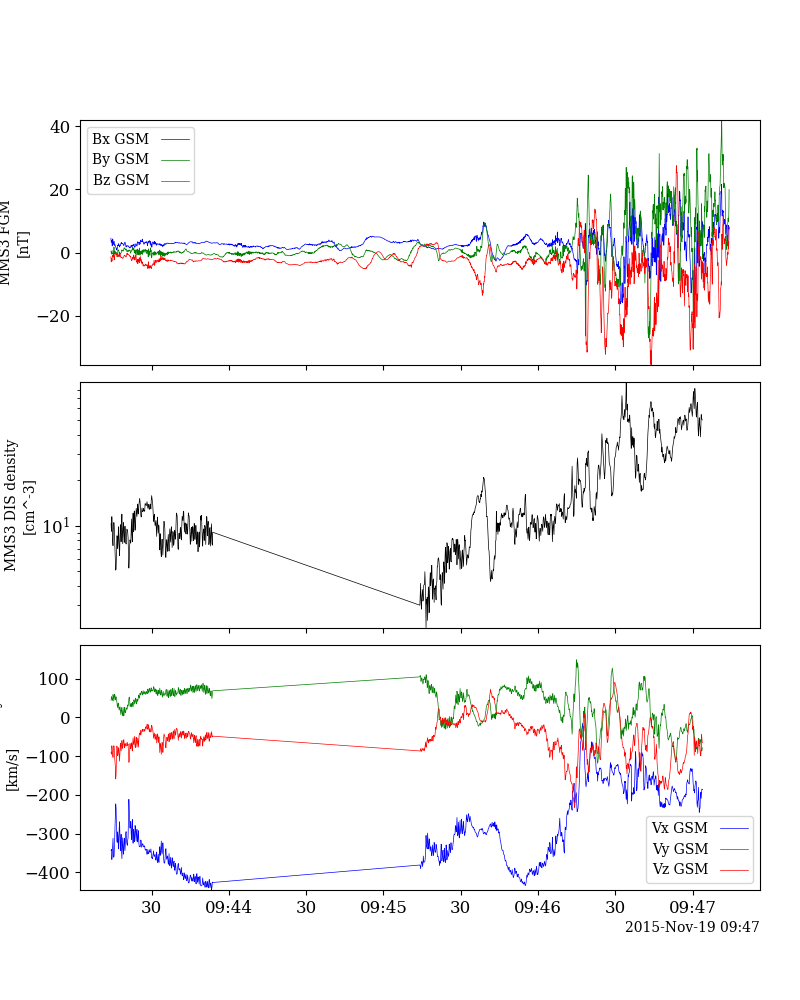 40
20
0
−20
MMS3 FGM
[nT]
Bx GSM
By GSM
Bz GSM
10^1
MMS3 DIS density
[cm^-3]
100
0
−100
−200
−300
−400
[km/s]
Vx GSM
Vy GSM
Vz GSM
30 09:44 30 09:45 30 09:46 30 09:47
2015-Nov-19 09:47